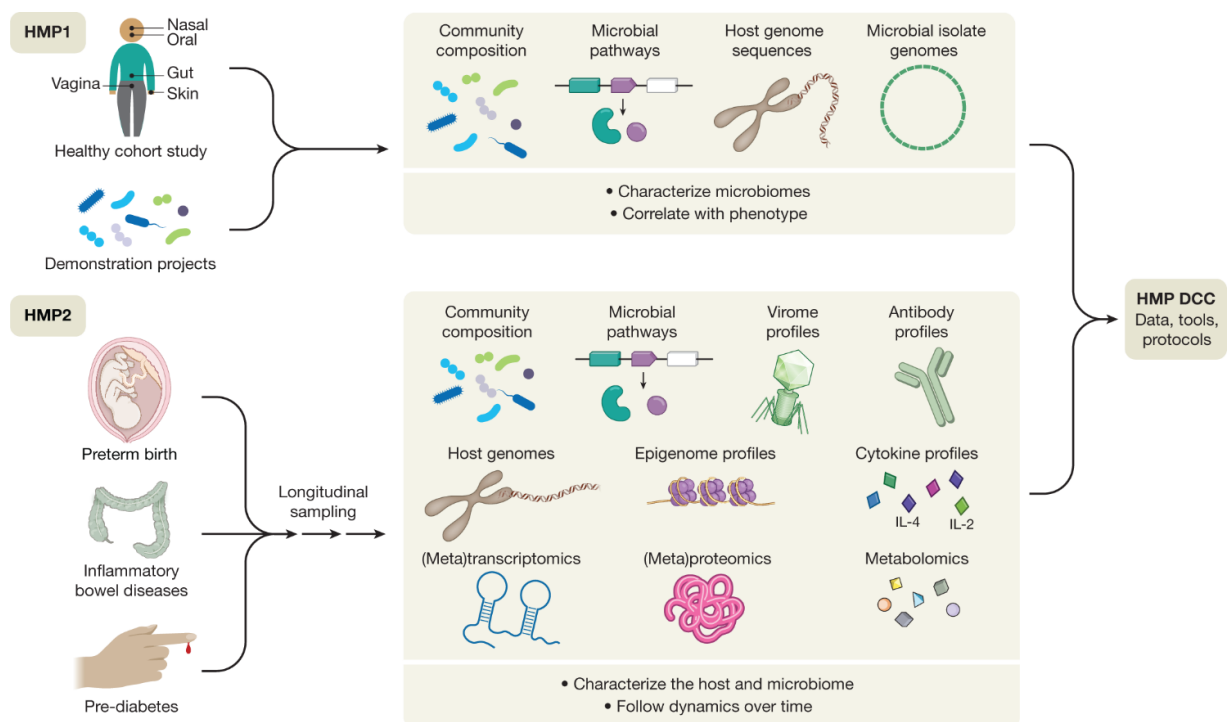 HMP1
Nasal
Oral
Vagina
Gut
Skin
Healthy cohort study
Demonstration projects
Community
composition
Microbial
pathways
Host genome
sequences
Microbial isolate
genomes
• Characterize microbiomes
• Correlate with phenotype
HMP2
Preterm birth
Inflammatory
bowel diseases
Pre-diabetes
Longitudinal
sampling
Community
composition
Microbial
pathways
Virome
profiles
Antibody
profiles
Host genomes
Epigenome profiles
Cytokine profiles
IL-4
IL-2
(Meta)transcriptomics
(Meta)proteomics
Metabolomics
• Characterize the host and microbiome
• Follow dynamics over time
HMP DCC
Data, tools,
protocols